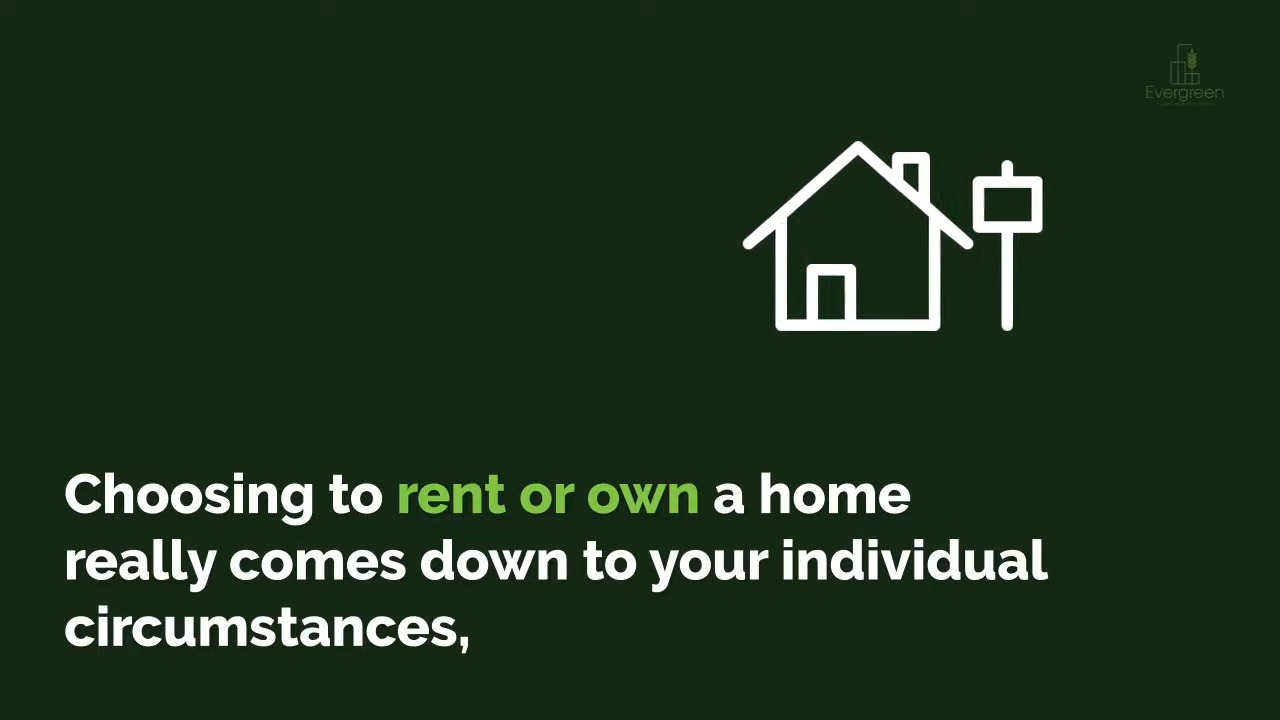 Evergreen
Choosing to rent or own a home
really comes down to your individual
circumstances,